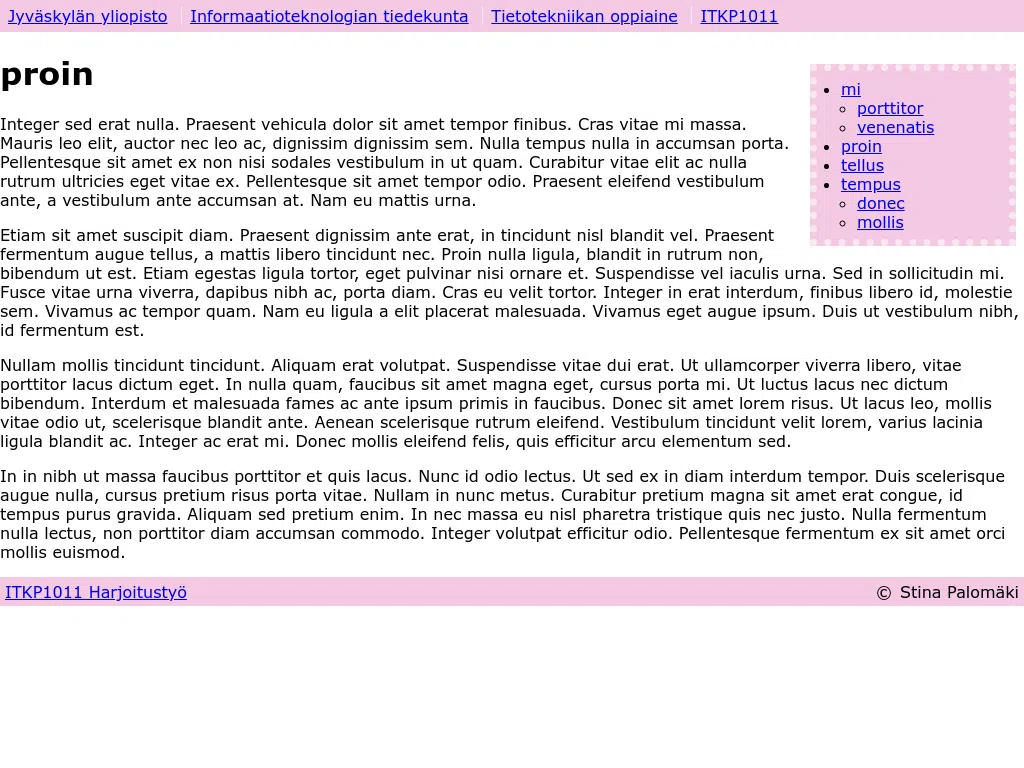 Jyväskylän yliopisto Informaatioteknologian tiedekunta Tietotekniikan oppiaine ITKP1011
proin
mi
porttitor
venenatis
proin
tellus
tempus
donec
mollis
Integer sed erat nulla. Praesent vehicula dolor sit amet tempor finibus. Cras vitae mi massa.
Mauris leo elit, auctor nec leo ac, dignissim dignissim sem. Nulla tempus nulla in accumsan porta.
Pellentesque sit amet ex non nisi sodales vestibulum in ut quam. Curabitur vitae elit ac nulla
rutrum ultricies eget vitae ex. Pellentesque sit amet tempor odio. Praesent eleifend vestibulum
ante, a vestibulum ante accumsan at. Nam eu mattis urna.
Etiam sit amet suscipit diam. Praesent dignissim ante erat, in tincidunt nisl blandit vel. Praesent
fermentum augue tellus, a mattis libero tincidunt nec. Proin nulla ligula, blandit in rutrum non,
bibendum ut est. Etiam egestas ligula tortor, eget pulvinar nisi ornare et. Suspendisse vel iaculis urna. Sed in sollicitudin mi.
Fusce vitae urna viverra, dapibus nibh ac, porta diam. Cras eu velit tortor. Integer in erat interdum, finibus libero id, molestie
sem. Vivamus ac tempor quam. Nam eu ligula a elit placerat malesuada. Vivamus eget augue ipsum. Duis ut vestibulum nibh,
id fermentum est.
Nullam mollis tincidunt tincidunt. Aliquam erat volutpat. Suspendisse vitae dui erat. Ut ullamcorper viverra libero, vitae
porttitor lacus dictum eget. In nulla quam, faucibus sit amet magna eget, cursus porta mi. Ut luctus lacus nec dictum
bibendum. Interdum et malesuada fames ac ante ipsum primis in faucibus. Donec sit amet lorem risus. Ut lacus leo, mollis
vitae odio ut, scelerisque blandit ante. Aenean scelerisque rutrum eleifend. Vestibulum tincidunt velit lorem, varius lacinia
ligula blandit ac. Integer ac erat mi. Donec mollis eleifend felis, quis efficitur arcu elementum sed.
In in nibh ut massa faucibus porttitor et quis lacus. Nunc id odio lectus. Ut sed ex in diam interdum tempor. Duis scelerisque
augue nulla, cursus pretium risus porta vitae. Nullam in nunc metus. Curabitur pretium magna sit amet erat congue, id
tempus purus gravida. Aliquam sed pretium enim. In nec massa eu nisl pharetra tristique quis nec justo. Nulla fermentum
nulla lectus, non porttitor diam accumsan commodo. Integer volutpat efficitur odio. Pellentesque fermentum ex sit amet orci
mollis euismod.
ITKP1011 Harjoitustyö © Stina Palomäki